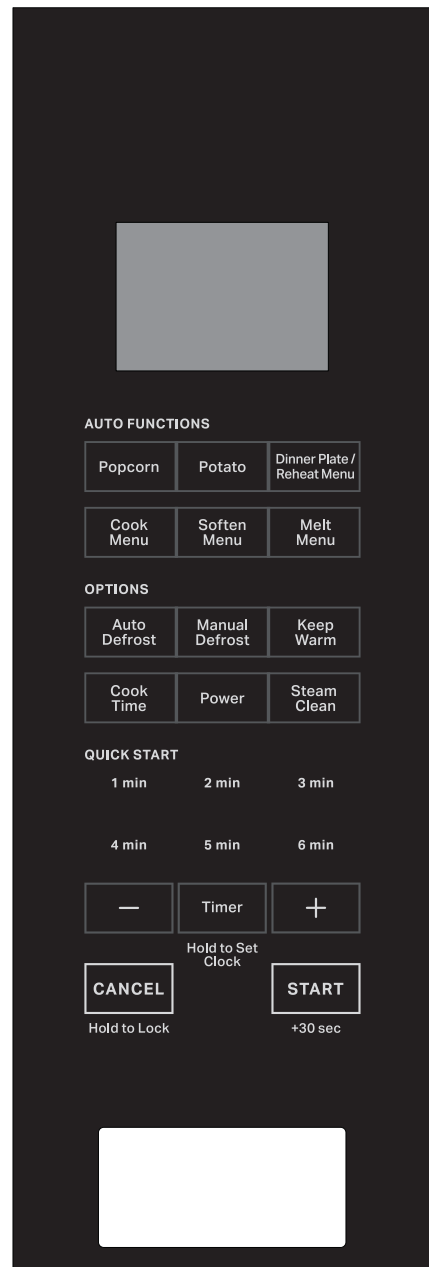 AUTO FUNCTIONS
Popcorn
Potato
Dinner Plate /
Reheat Menu
Cook
Menu
Soften
Menu
Melt
Menu
OPTIONS
Auto
Defrost
Manual
Defrost
Keep
Warm
Cook
Time
Power
Steam
Clean
QUICK START
1 min
2 min
3 min
4 min
5 min
6 min
−
Timer
+
Hold to Set
Clock
CANCEL
START
Hold to Lock
+30 sec